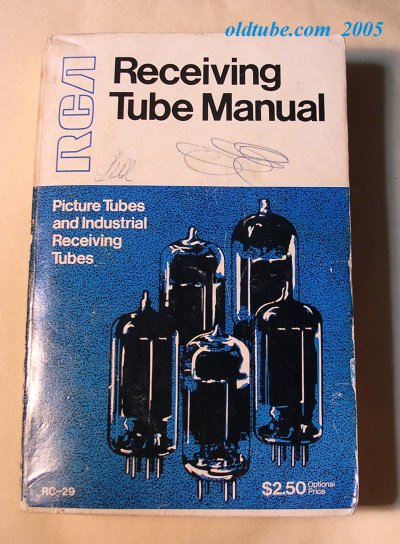 oldtube.com 2005
RCA
Receiving
Tube Manual
Picture Tubes
and Industrial
Receiving
Tubes
RC-29
$2.50 Optional
Price